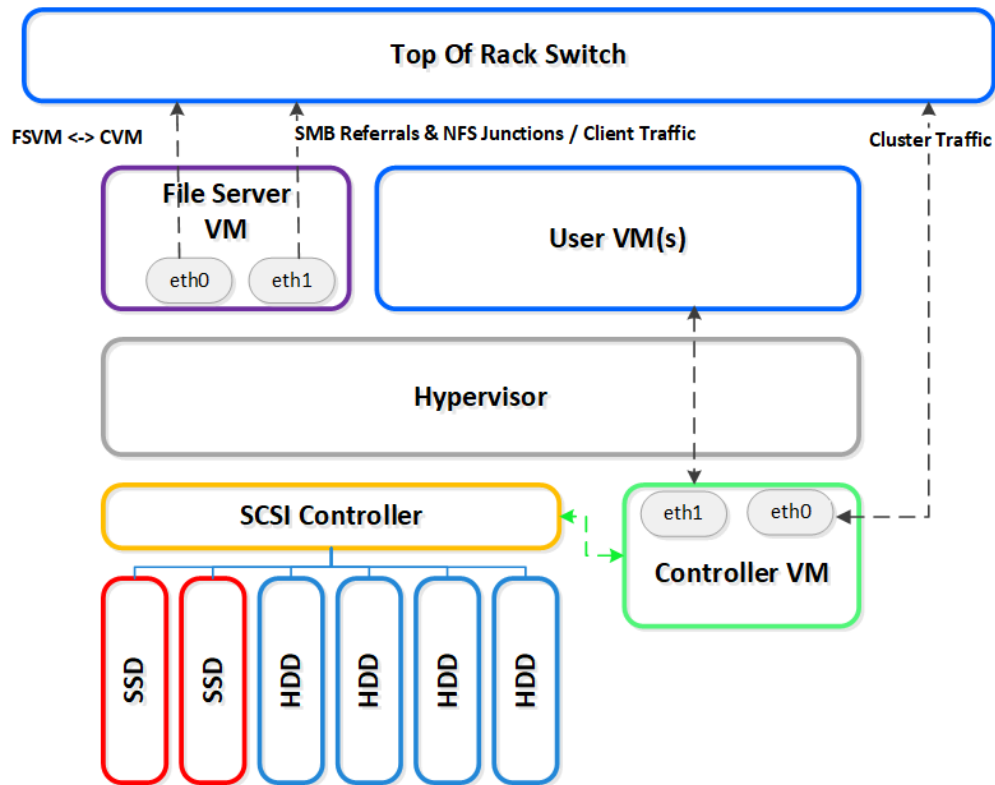 Top Of Rack Switch
FSVM <-> CVM
SMB Referrals & NFS Junctions / Client Traffic
Cluster Traffic
File Server
VM
eth0
eth1
User VM(s)
Hypervisor
SCSI Controller
eth1
eth0
Controller VM
SSD
SSD
HDD
HDD
HDD
HDD